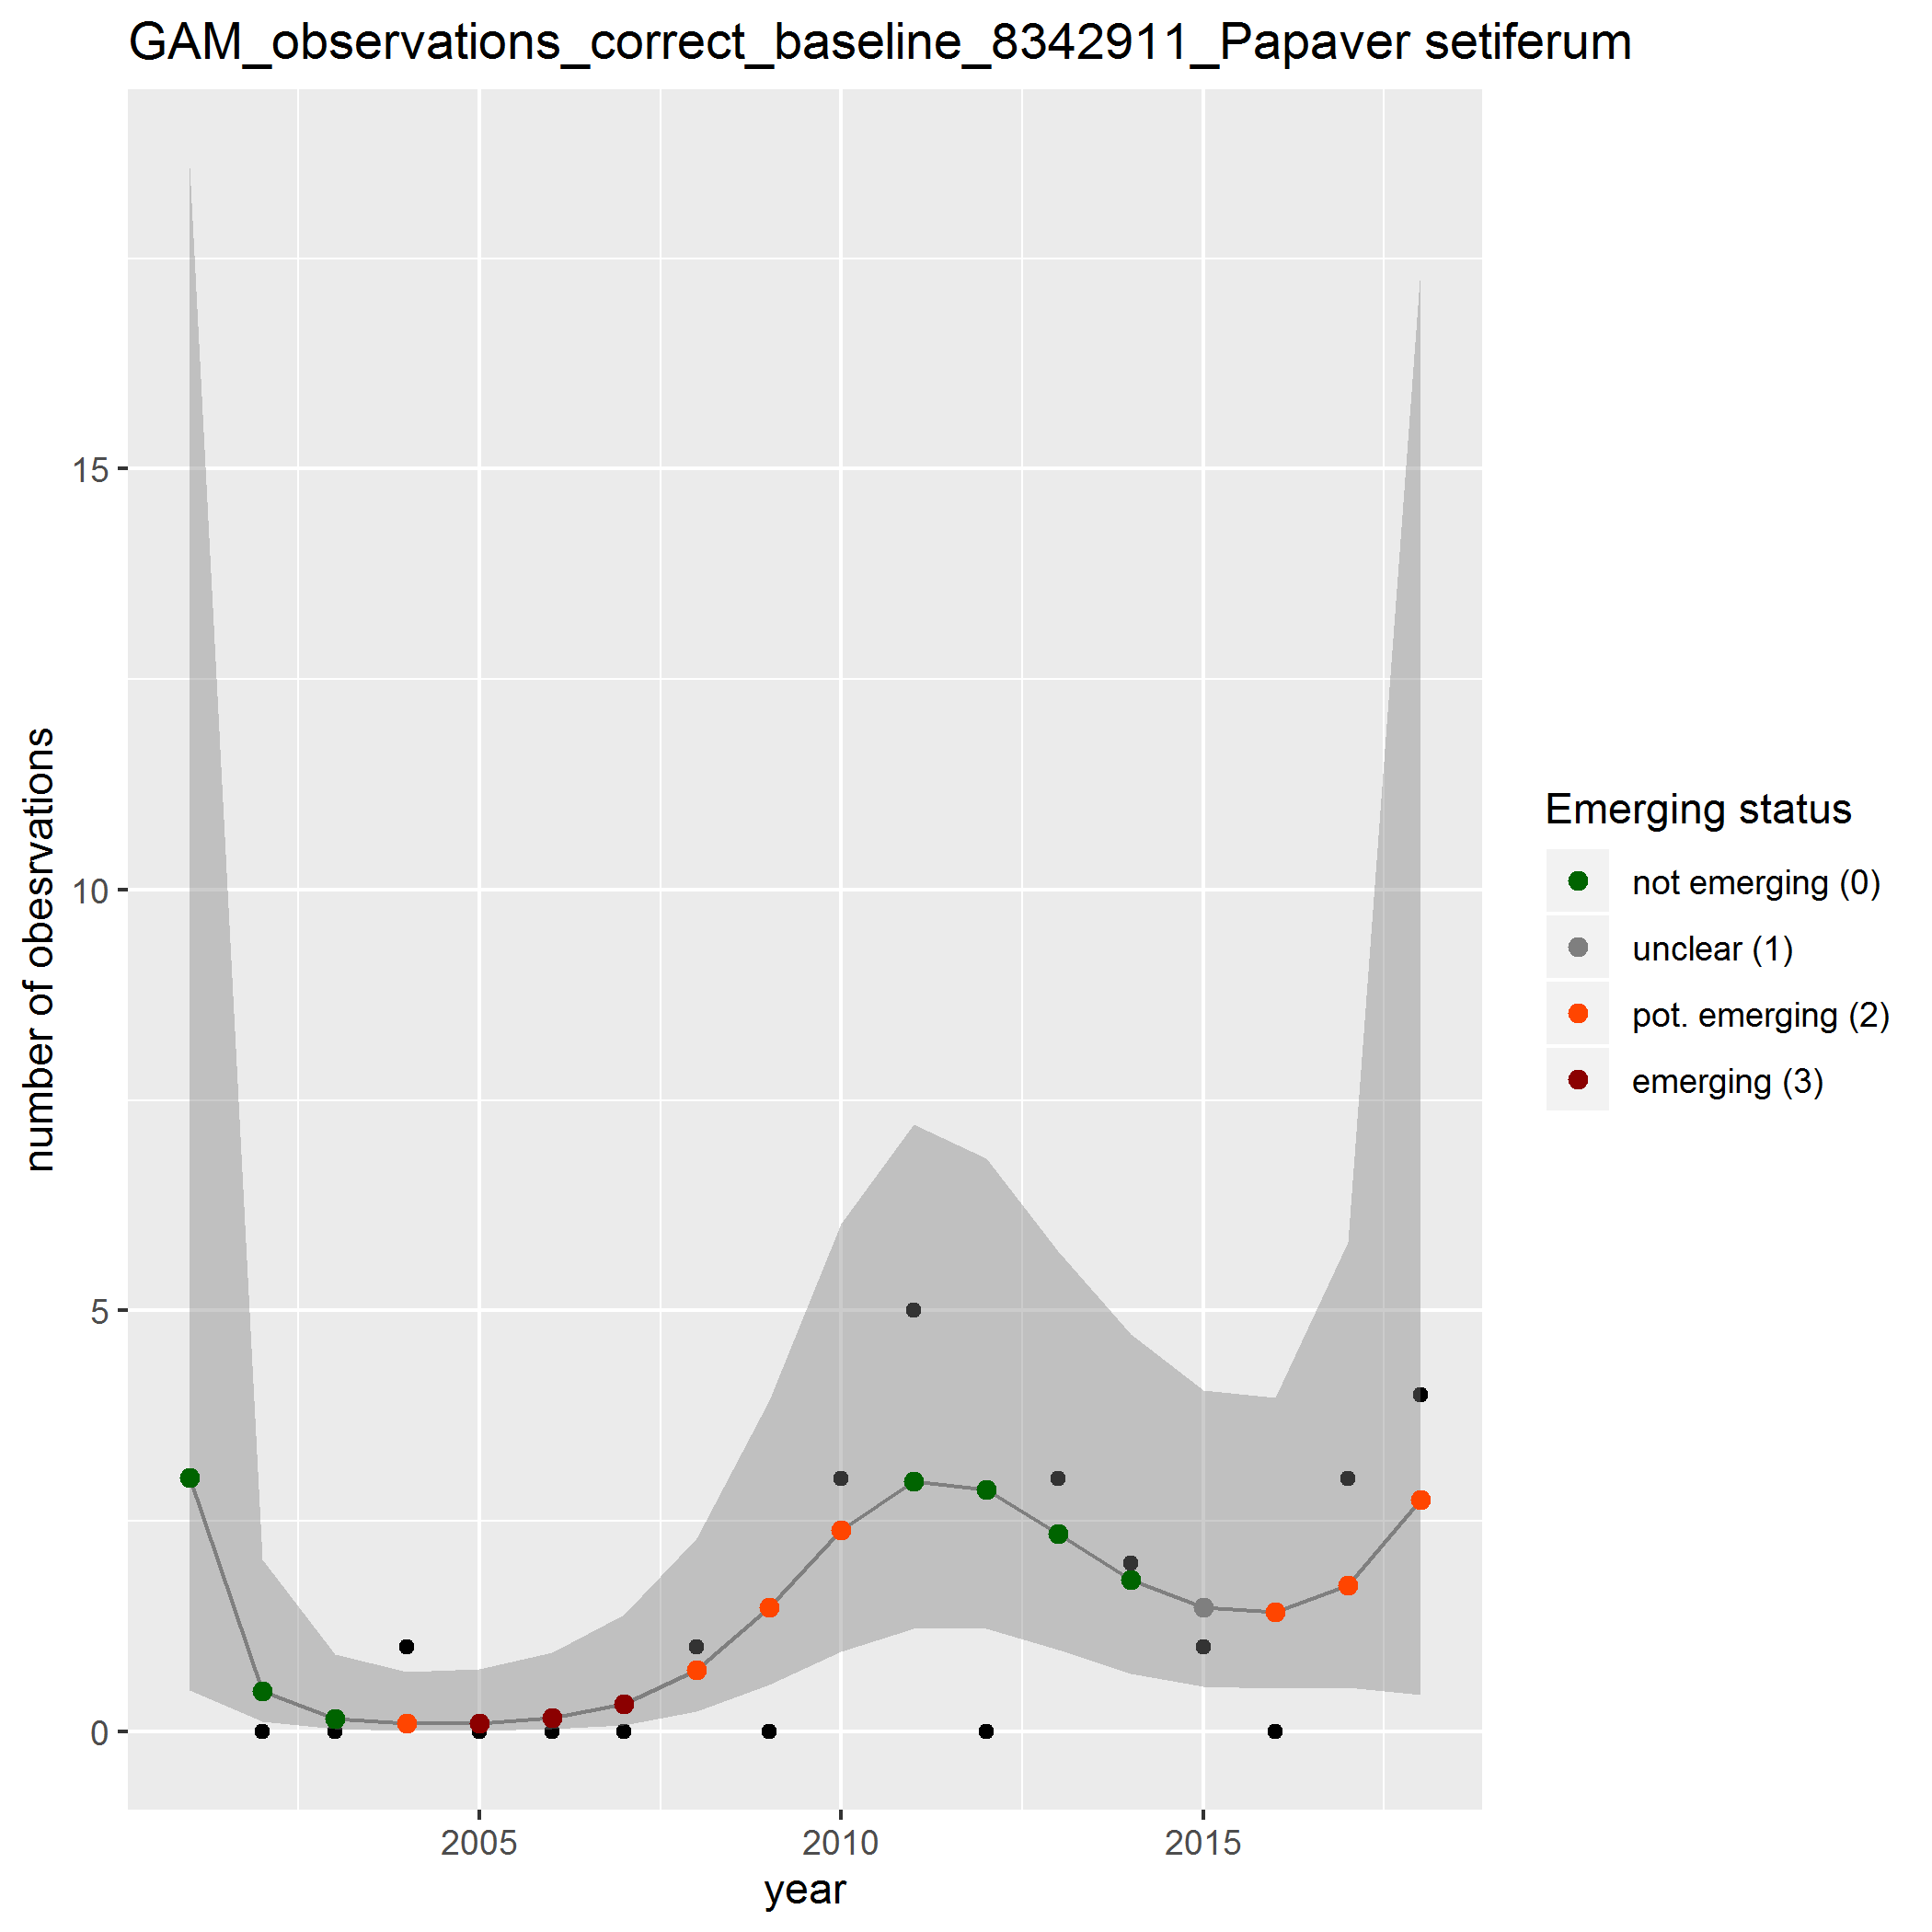 GAM_observations_correct_baseline_8342911_Papaver setiferum
number of obesrvations
15
10
5
0
2005
2010
2015
year
Emerging status
not emerging (0)
unclear (1)
pot. emerging (2)
emerging (3)